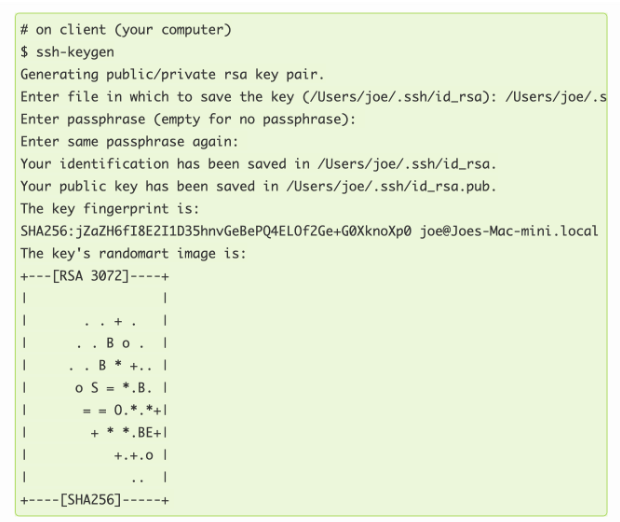 # on client (your computer)
$ ssh-keygen
Generating public/private rsa key pair.
Enter file in which to save the key (/Users/joe/.ssh/id_rsa): /Users/joe/.s
Enter passphrase (empty for no passphrase):
Enter same passphrase again:
Your identification has been saved in /Users/joe/.ssh/id_rsa.
Your public key has been saved in /Users/joe/.ssh/id_rsa.pub.
The key fingerprint is:
SHA256:jZaZH6fI8E2I1D35hnvGeBePQ4ELOf2Ge+G0XknoXp0 joe@Joes-Mac-mini.local
The key's randomart image is:
+---[RSA 3072]----+
|                 |
|       . . + .   |
|      . . B o .  |
|     . . B * +.. |
|      o S = *.B. |
|       = = O.*.*+|
|        + * *.BE+|
|           +.+.o |
|             ..  |
+----[SHA256]-----+